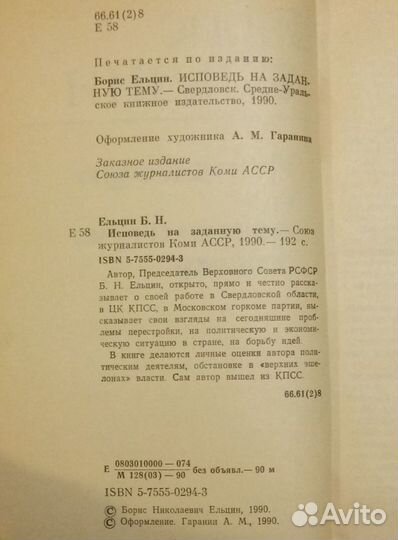 66.61(2)8
Е 58
Печатается по изданию:
Борис Ельцин. ИСПОВЕДЬ НА ЗАДАН-
НУЮ ТЕМУ.— Свердловск. Средне-Ураль-
ское книжное издательство, 1990.
Оформление художника А. М. Гаранина
Заказное издание
Союза журналистов Коми АССР
Ельцин Б. Н.
Е 58 Исповедь на заданную тему.— Союз
журналистов Коми АССР, 1990.— 192 с.
ISBN 5-7555-0294-3
Автор, Председатель Верховного Совета РСФСР
Б. Н. Ельцин, открыто, прямо и честно рассказы-
вает о своей работе в Свердловской области,
в ЦК КПСС, в Московском горкоме партии, вы-
сказывает свои взгляды на сегодняшние проблемы
перестройки, на политическую и экономи-
ческую ситуацию в стране, на борьбу идей.
В книге делаются личные оценки автора поли-
тическим деятелям, обстановке в «верхних эше-
лонах» власти. Сам автор вышел из КПСС.
66.61(2)8
Е 0803010000 — 074
М 128(03) — 90 без объявл.— 90 м
ISBN 5-7555-0294-3
© Борис Николаевич Ельцин, 1990.
© Оформление. Гаранин А. М., 1990.
Avito